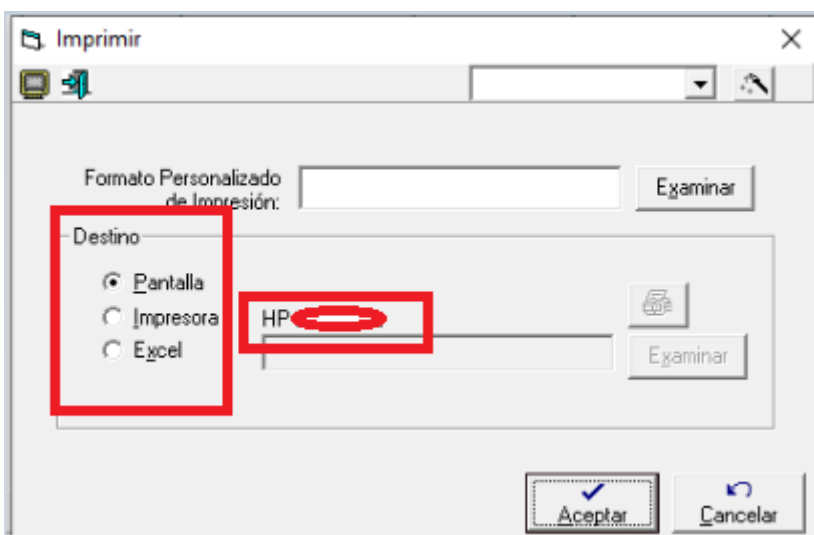 Imprimir
Formato Personalizado
de Impresión:
Examinar
Destino
Pantalla
Impresora
HP
Excel
Examinar
Aceptar
Cancelar